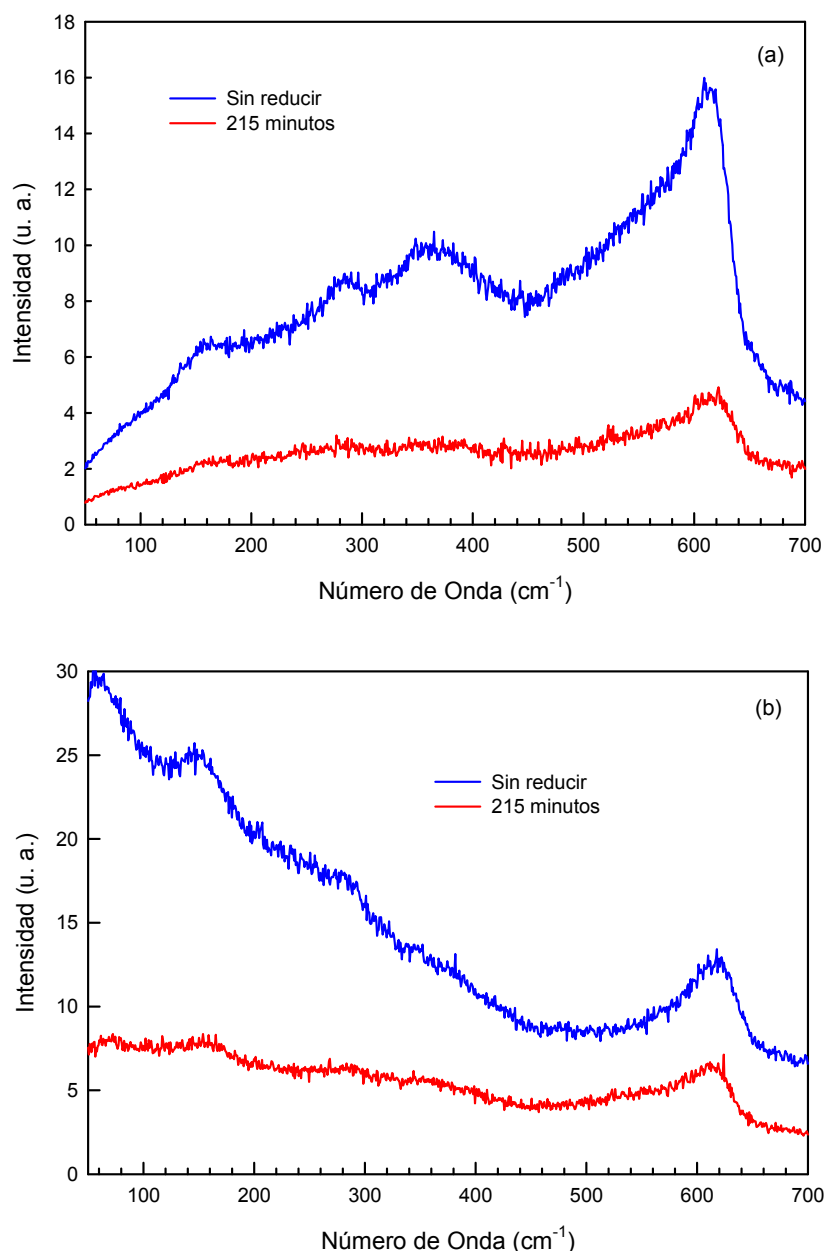 (a)
Sin reducir
215 minutos
Intensidad (u. a.)
18
16
14
12
10
8
6
4
2
0
100 200 300 400 500 600 700
Número de Onda (cm⁻¹)
(b)
Sin reducir
215 minutos
Intensidad (u. a.)
30
25
20
15
10
5
0
100 200 300 400 500 600 700
Número de Onda (cm⁻¹)